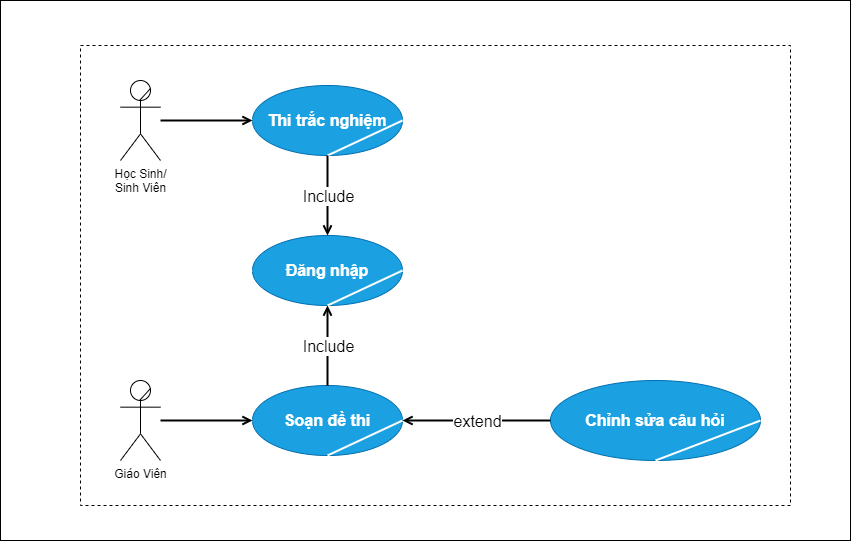 Thi trắc nghiệm
Học Sinh/
Sinh Viên
Include
Đăng nhập
Include
Soạn đề thi
extend
Chỉnh sửa câu hỏi
Giáo Viên